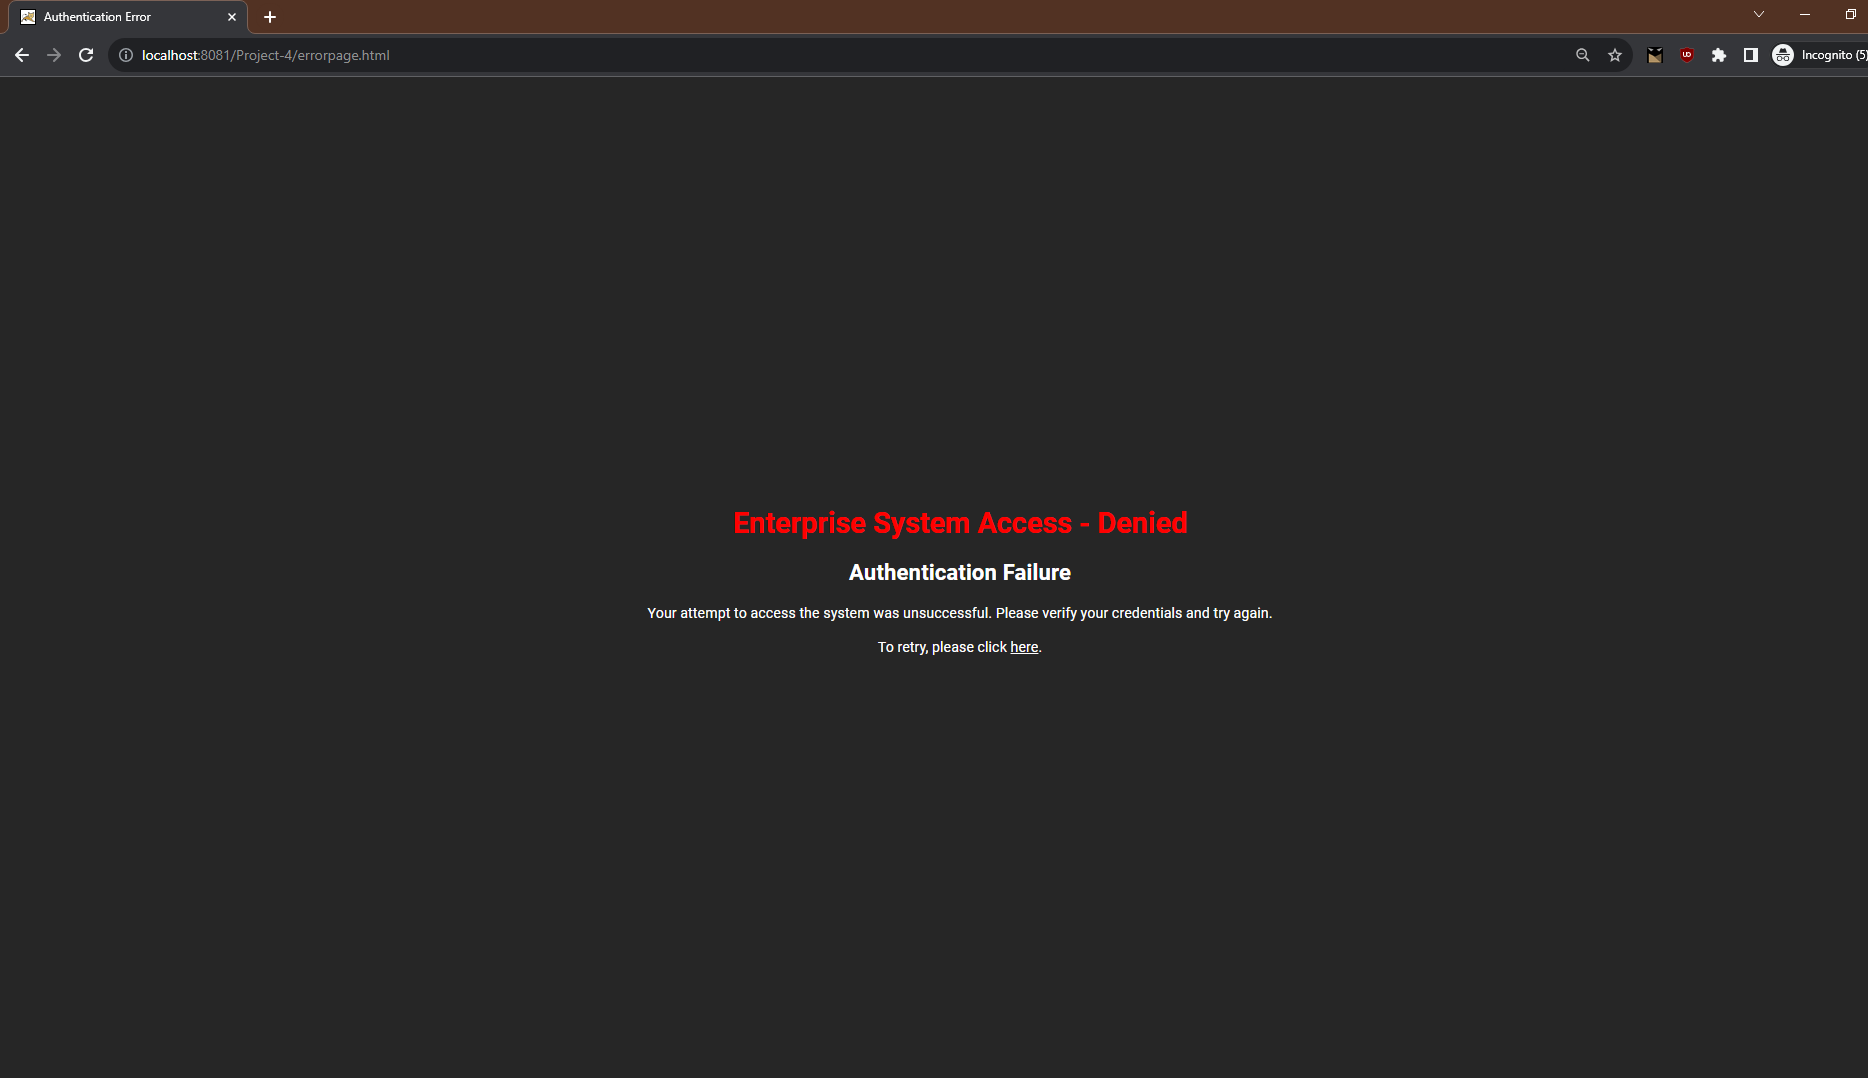 Authentication Error
localhost:8081/Project-4/errorpage.html
Incognito (5)
Enterprise System Access - Denied
Authentication Failure
Your attempt to access the system was unsuccessful. Please verify your credentials and try again.
To retry, please click here.